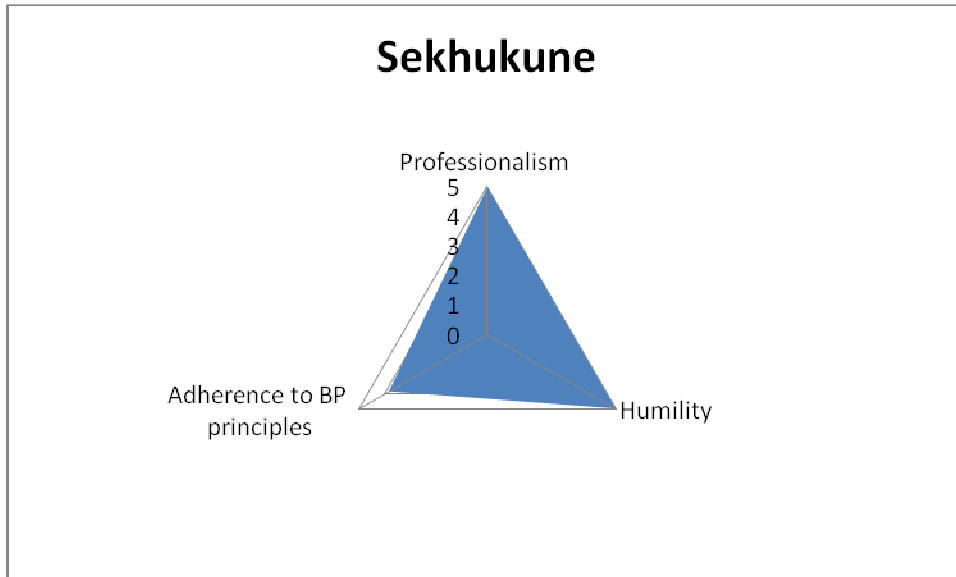 Sekhukune
Professionalism
5
4
3
2
1
0
Adherence to BP
principles
Humility